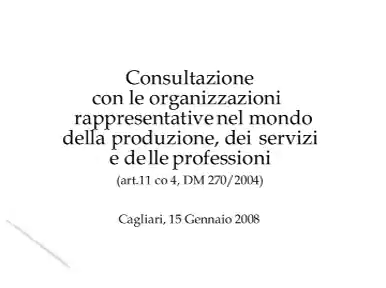 Consultazione
con le organizzazioni
rappresentative nel mondo
della produzione, dei servizi
e delle professioni
(art.11 co 4, DM 270/2004)
Cagliari, 15 Gennaio 2008